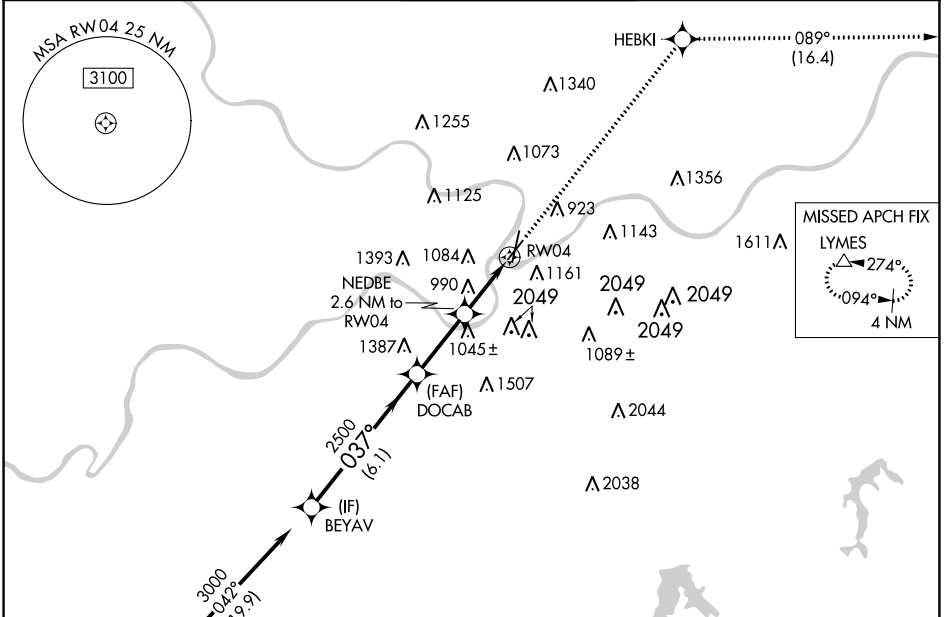 MSA RW04 25 NM
3100
HEBKI
089°
(16.4)
1340
1255
1073
1356
1125
923
MISSED APCH FIX
LYMES
274°
094°
4 NM
1143
1611
RW04
1393
1084
1161
NEDBE
2.6 NM to
RW04
990
2049
2049
2049
1045±
1089±
1387
(FAF)
DOCAB
1507
2044
2500
037°
(6.1)
2038
(IF)
BEYAV
3000
042°